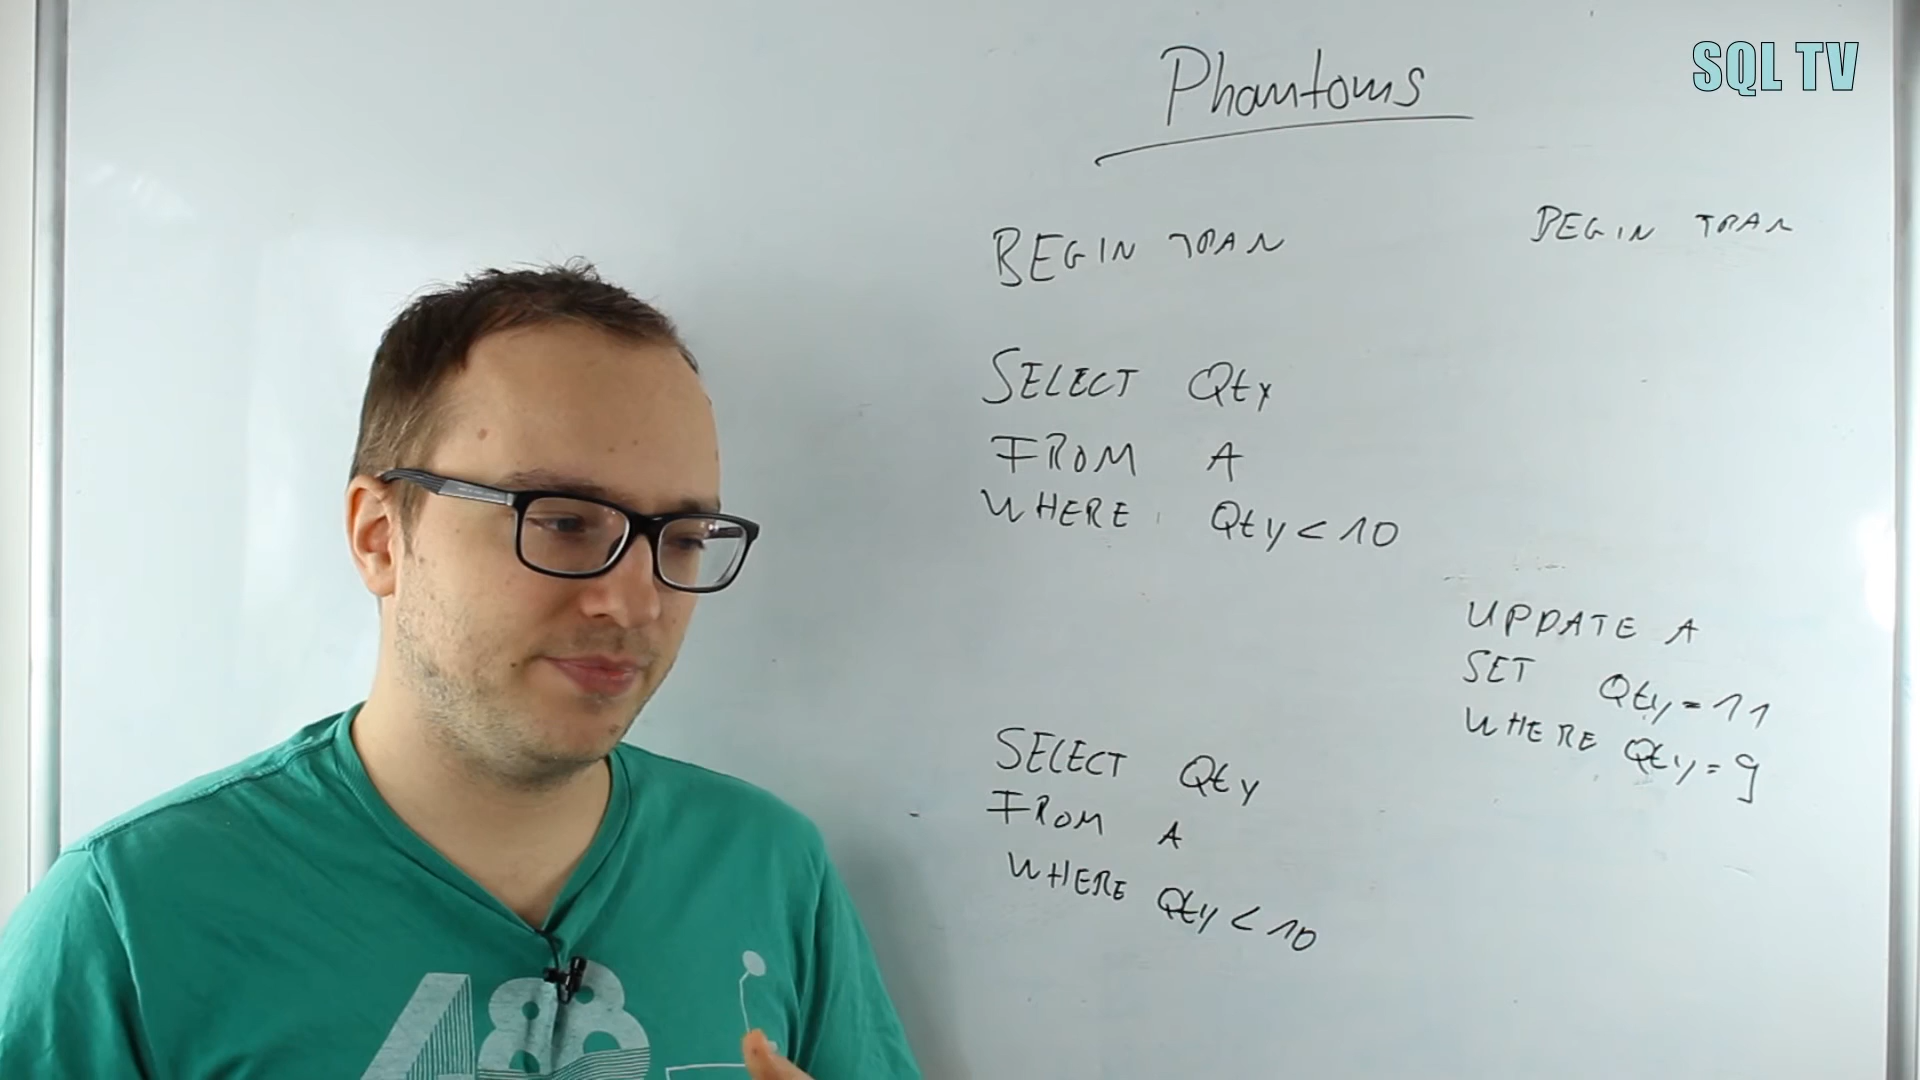 SQL TV
Phantoms
BEGIN TRAN
BEGIN TRAN
SELECT Qty
FROM A
WHERE Qty < 10
UPDATE A
SET Qty = 11
WHERE Qty = 9
SELECT Qty
FROM A
WHERE Qty < 10
488